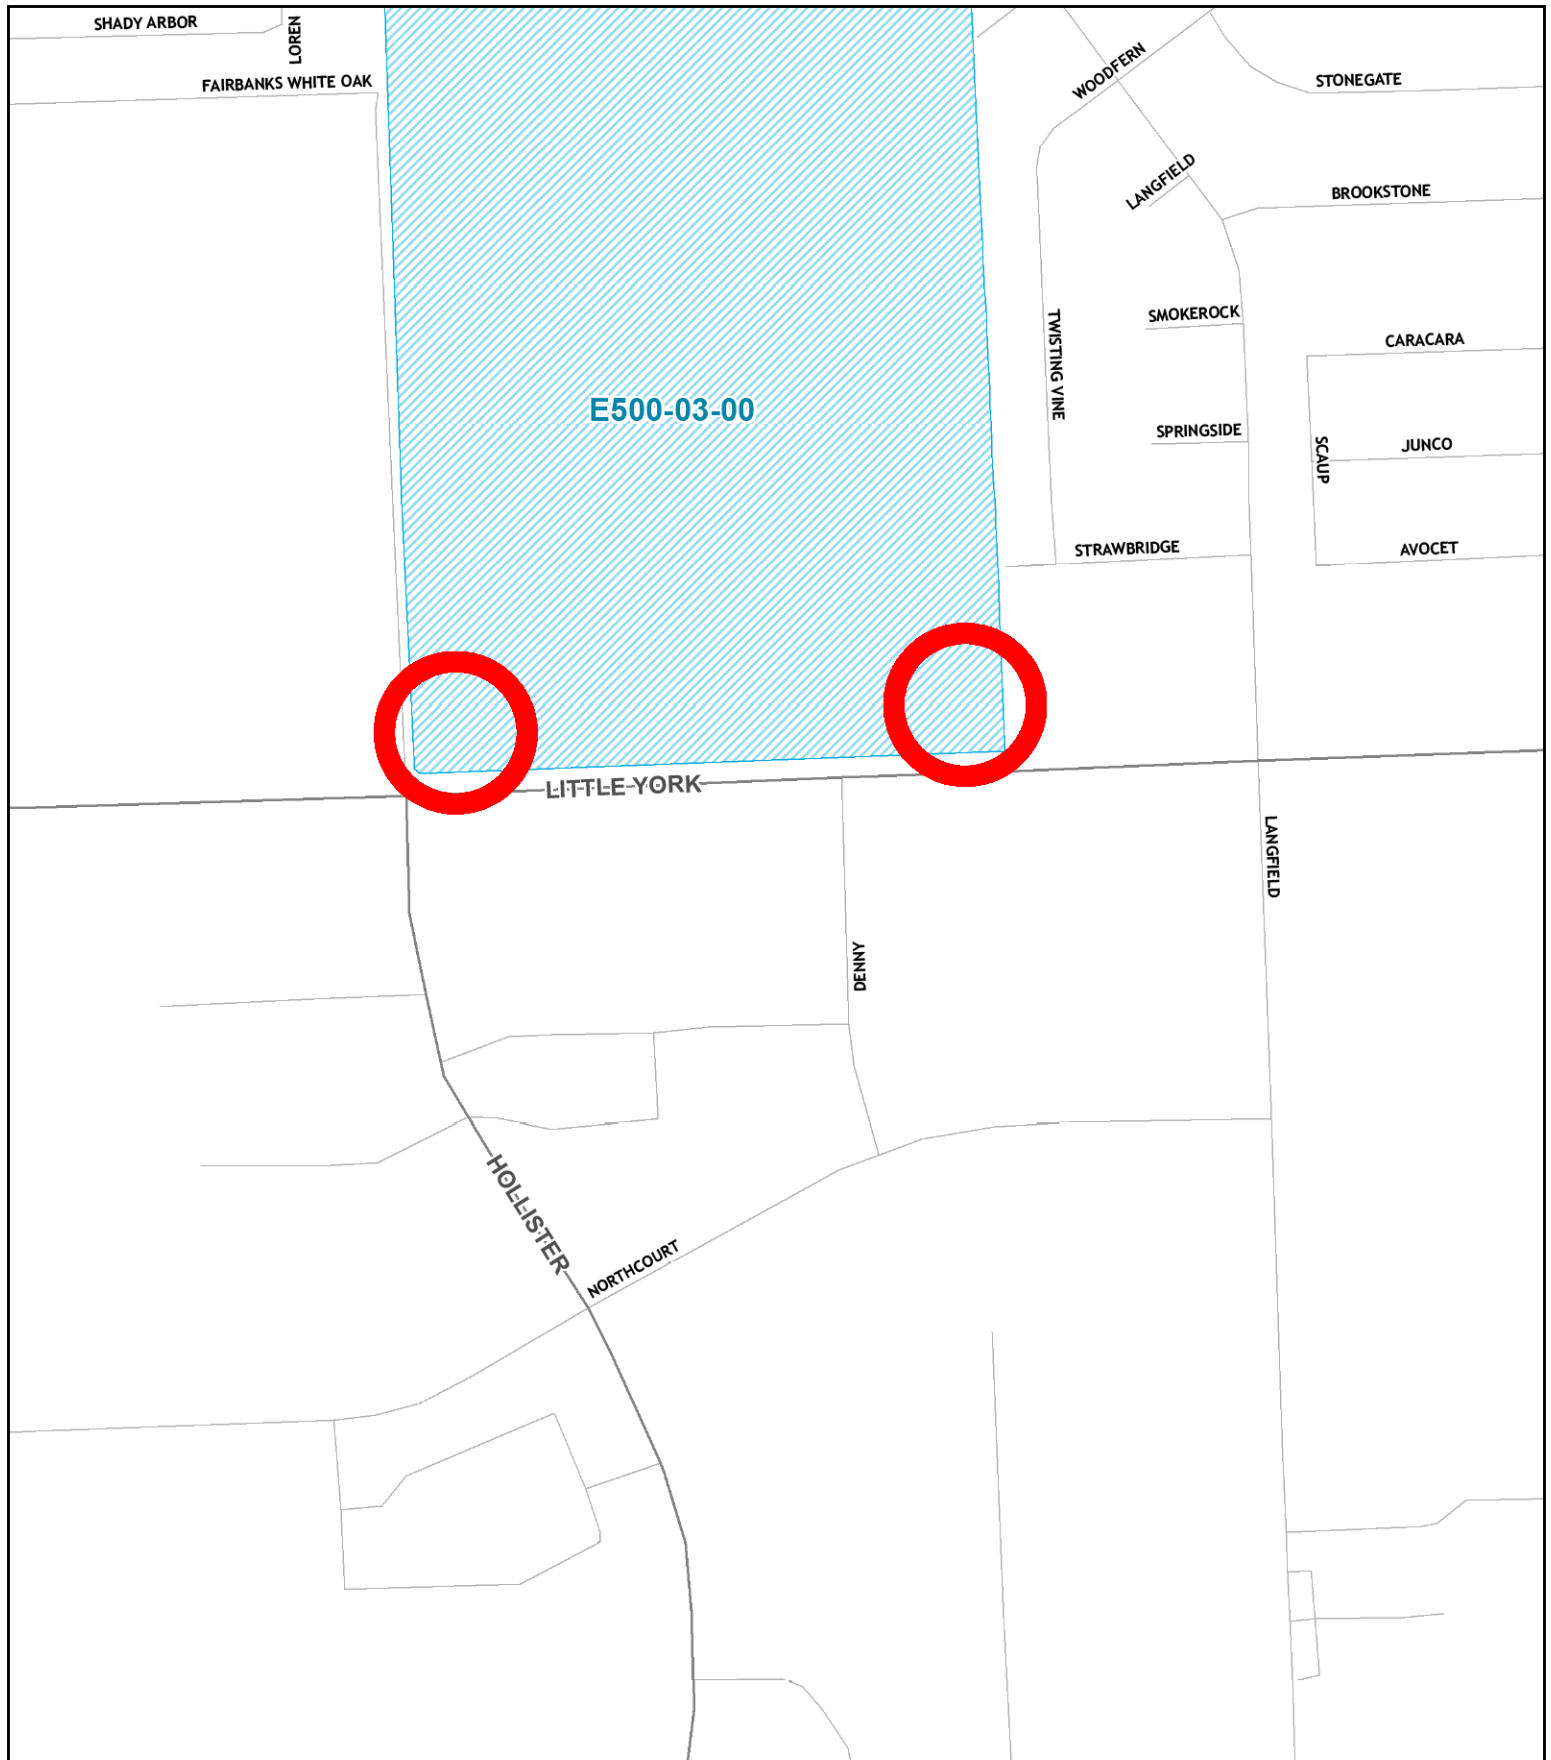 SHADY ARBOR
LOREN
FAIRBANKS WHITE OAK
WOODFERN
STONEGATE
LANGFIELD
BROOKSTONE
TWISTING VINE
SMOKEROCK
CARACARA
E500-03-00
SPRINGSIDE
SCAUP
JUNCO
STRAWBRIDGE
AVOCET
LITTLE YORK
LANGFIELD
DENNY
HOLLISTER
NORTHCOURT